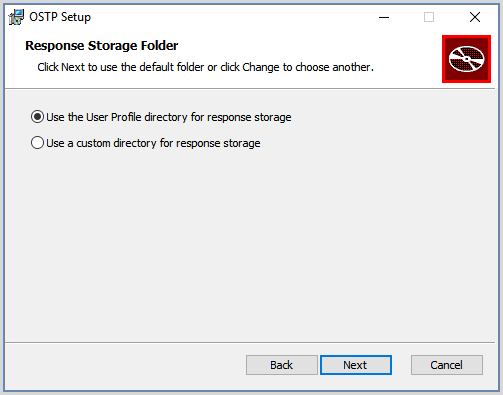 OSTP Setup
Response Storage Folder
Click Next to use the default folder or click Change to choose another.
Use the User Profile directory for response storage
Use a custom directory for response storage
Back
Next
Cancel